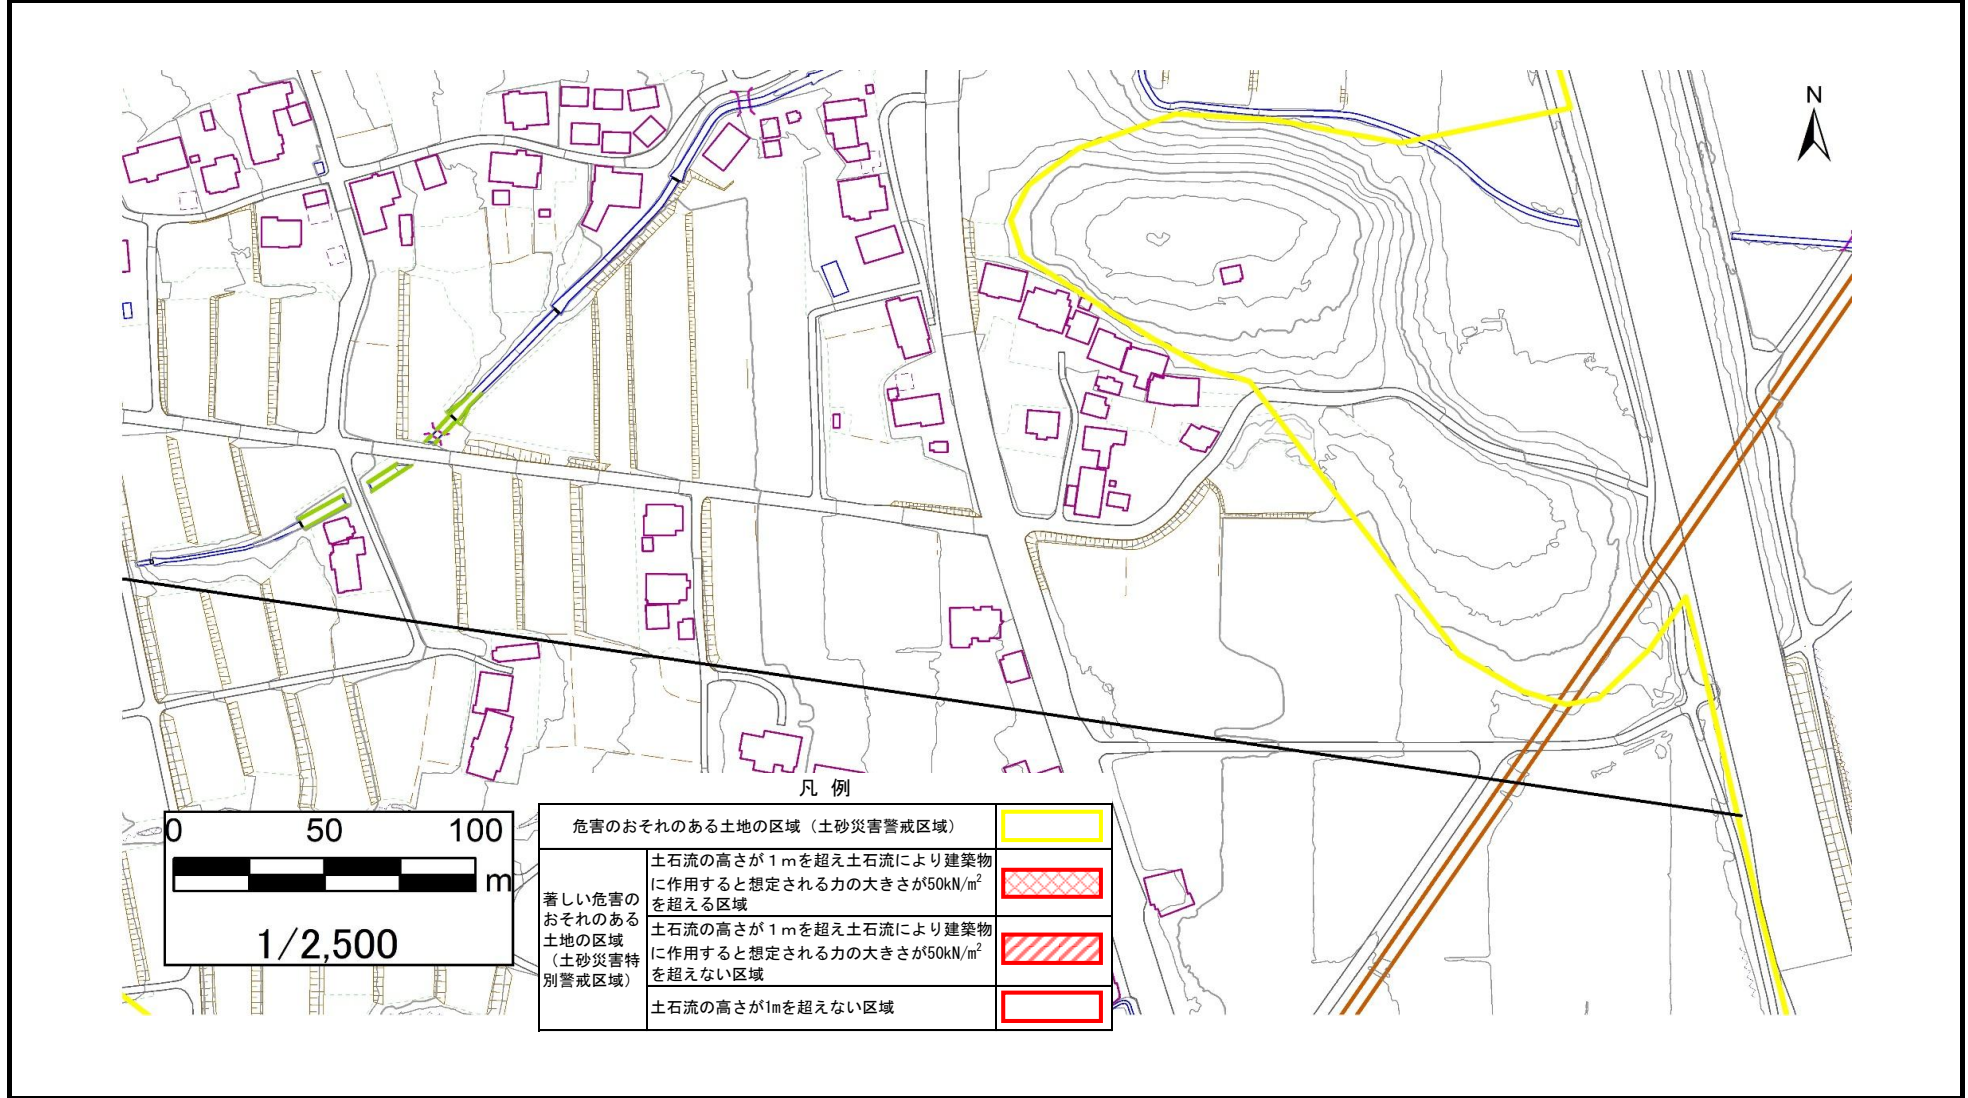 N
0 50 100
m
1/2,500
凡 例
危害のおそれのある土地の区域（土砂災害警戒区域）
著しい危害の
おそれのある
土地の区域
（土砂災害特
別警戒区域）
土石流の高さが１ｍを超え土石流により建築物
に作用すると想定される力の大きさが50kN/m²
を超える区域
土石流の高さが１ｍを超え土石流により建築物
に作用すると想定される力の大きさが50kN/m²
を超えない区域
土石流の高さが1mを超えない区域